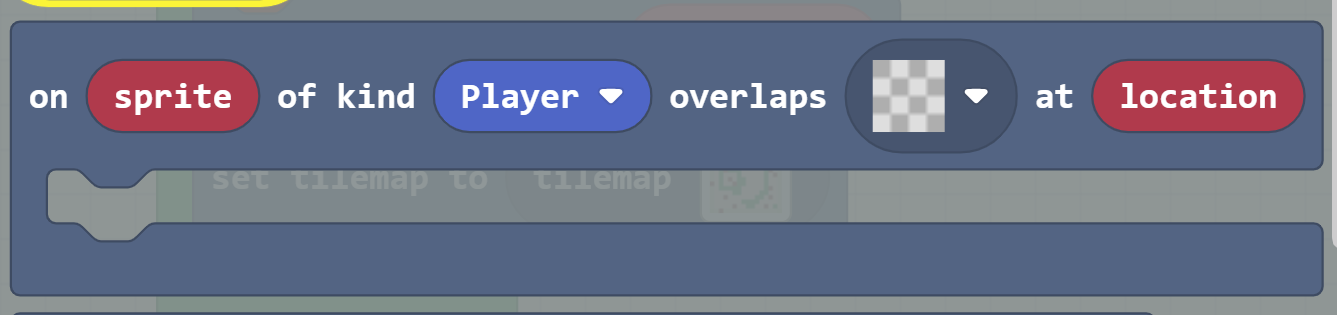 on sprite of kind Player overlaps at location
set tilemap to tilemap